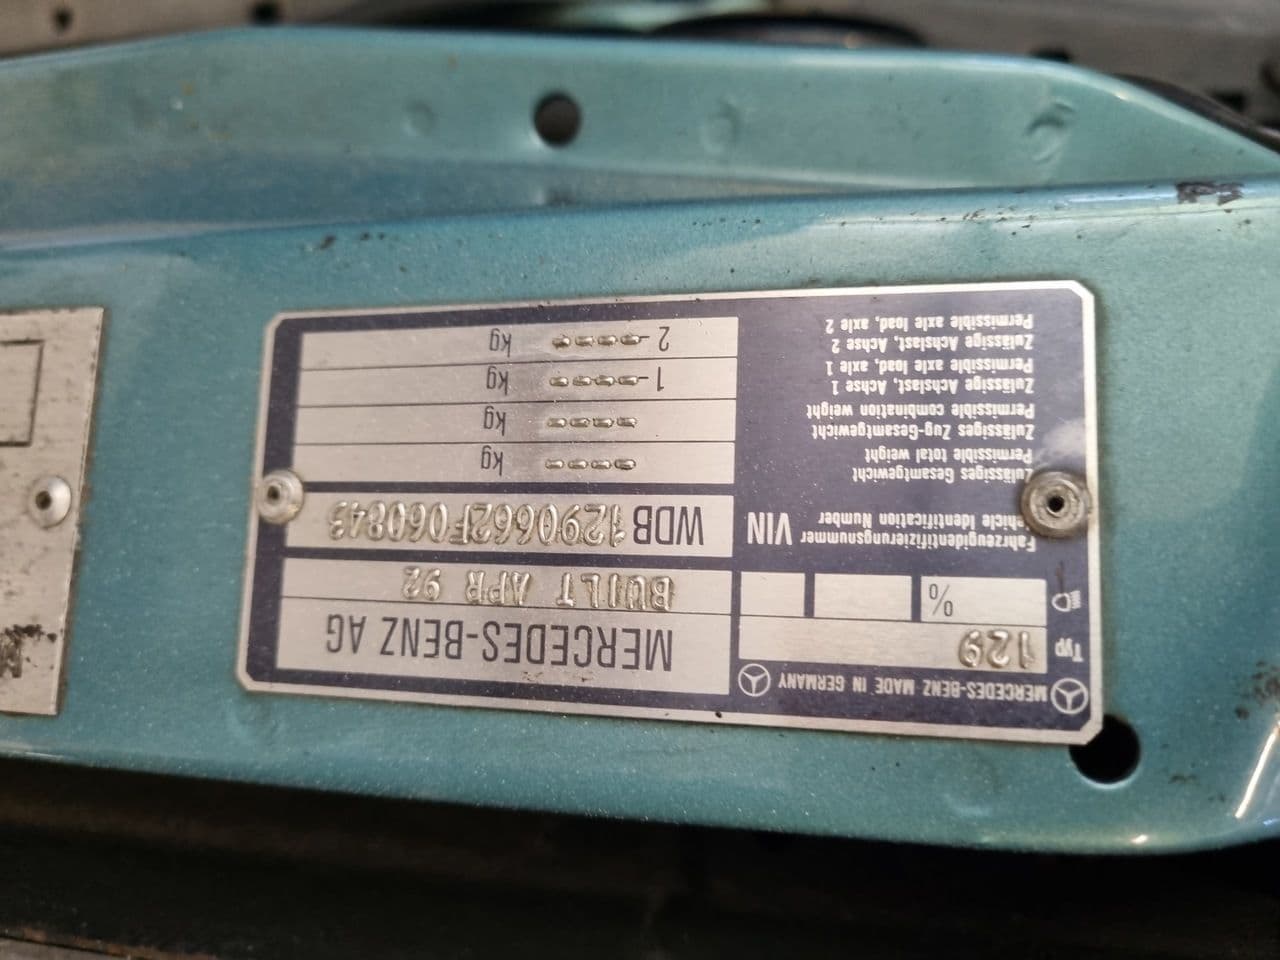 MERCEDES-BENZ MADE IN GERMANY
Typ 129
%
MERCEDES-BENZ AG
BUILT APR 92
Fahrzeugidentifizierungsnummer
Vehicle Identification Number
VIN
WDB 1290662F060843
Zulässiges Gesamtgewicht
Permissible total weight
---- kg
Zulässiges Zug-Gesamtgewicht
Permissible combination weight
---- kg
Zulässige Achslast, Achse 1
Permissible axle load, axle 1
1- ---- kg
Zulässige Achslast, Achse 2
Permissible axle load, axle 2
2- ---- kg